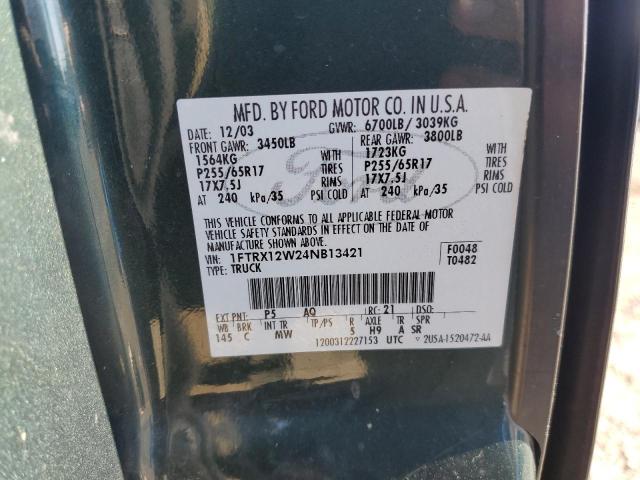 MFD. BY FORD MOTOR CO. IN U.S.A.
DATE: 12/03 GVWR: 6700LB/ 3039KG
FRONT GAWR: 3450LB REAR GAWR: 3800LB
1564KG WITH 1723KG WITH
P255/65R17 TIRES P255/65R17 TIRES
17X7.5J RIMS 17X7.5J RIMS
AT 240 kPa/35 PSI COLD AT 240 kPa/35 PSI COLD
Ford
THIS VEHICLE CONFORMS TO ALL APPLICABLE FEDERAL MOTOR
VEHICLE SAFETY STANDARDS IN EFFECT ON THE DATE OF
MANUFACTURE SHOWN ABOVE.
VIN: 1FTRX12W24NB13421 F0048
TYPE: TRUCK T0482
EXT PNT: P5 AQ RC: 21 DSO:
WB BRK INT TR TP/PS R AXLE TR SPR
145 C MW 5 H9 A SR
1200312227153 UTC 2U5A-1520472-AA